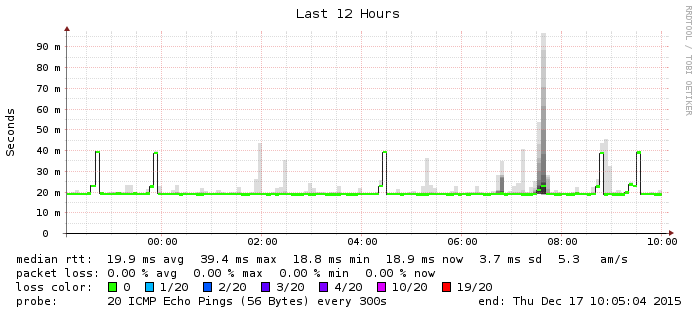 Last 12 Hours
RRDTOOL / TOBI OETIKER
Seconds
90 m
80 m
70 m
60 m
50 m
40 m
30 m
20 m
10 m
0
00:00 02:00 04:00 06:00 08:00 10:00
median rtt: 19.9 ms avg 39.4 ms max 18.8 ms min 18.9 ms now 3.7 ms sd 5.3 am/s
packet loss: 0.00 % avg 0.00 % max 0.00 % min 0.00 % now
loss color: 0 1/20 2/20 3/20 4/20 10/20 19/20
probe: 20 ICMP Echo Pings (56 Bytes) every 300s end: Thu Dec 17 10:05:04 2015